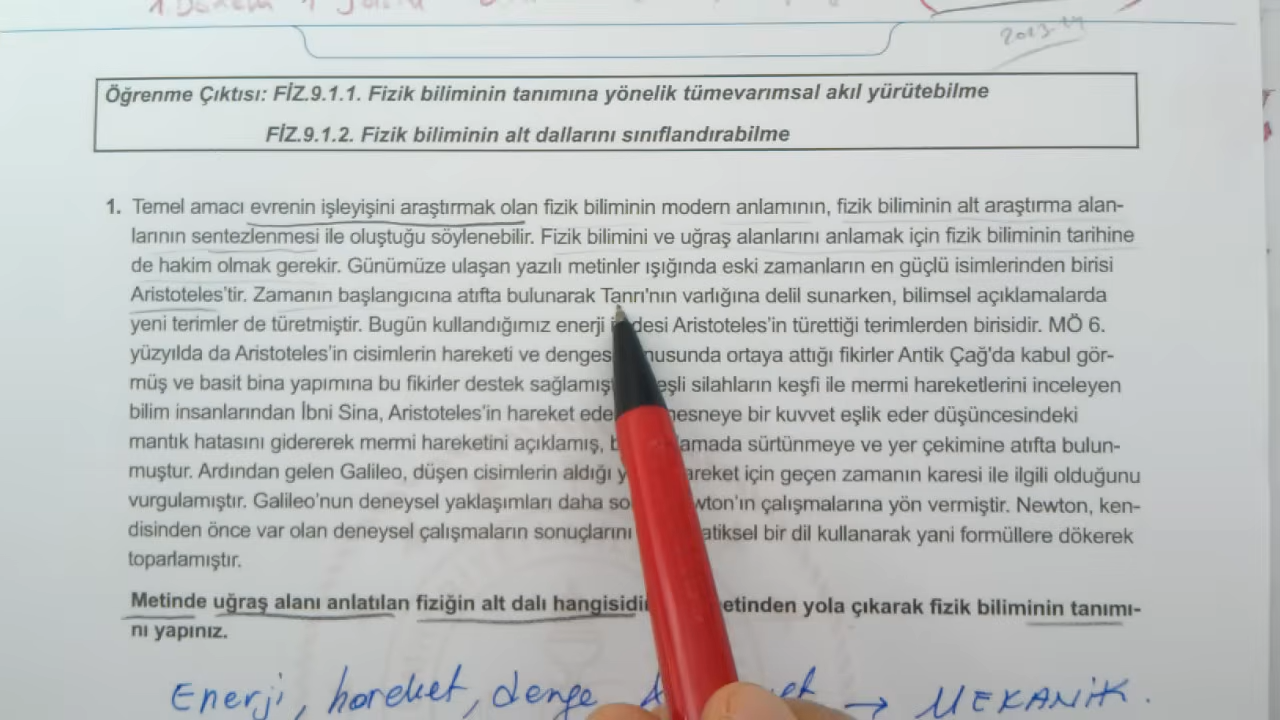 1. Dönem 1.
2013-14
Öğrenme Çıktısı: FİZ.9.1.1. Fizik biliminin tanımına yönelik tümevarımsal akıl yürütebilme
FİZ.9.1.2. Fizik biliminin alt dallarını sınıflandırabilme
1. Temel amacı evrenin işleyişini araştırmak olan fizik biliminin modern anlamının, fizik biliminin alt araştırma alan-
larının sentezlenmesi ile oluştuğu söylenebilir. Fizik bilimini ve uğraş alanlarını anlamak için fizik biliminin tarihine
de hakim olmak gerekir. Günümüze ulaşan yazılı metinler ışığında eski zamanların en güçlü isimlerinden birisi
Aristoteles'tir. Zamanın başlangıcına atıfta bulunarak Tanrı'nın varlığına delil sunarken, bilimsel açıklamalarda
yeni terimler de türetmiştir. Bugün kullandığımız enerji desi Aristoteles'in türettiği terimlerden birisidir. MÖ 6.
yüzyılda da Aristoteles'in cisimlerin hareketi ve denges nusunda ortaya attığı fikirler Antik Çağ'da kabul gör-
müş ve basit bina yapımına bu fikirler destek sağlamış eşli silahların keşfi ile mermi hareketlerini inceleyen
bilim insanlarından İbni Sina, Aristoteles'in hareket ede nesneye bir kuvvet eşlik eder düşüncesindeki
mantık hatasını gidererek mermi hareketini açıklamış, b lamada sürtünmeye ve yer çekimine atıfta bulun-
muştur. Ardından gelen Galileo, düşen cisimlerin aldığı y areket için geçen zamanın karesi ile ilgili olduğunu
vurgulamıştır. Galileo'nun deneysel yaklaşımları daha so wton'ın çalışmalarına yön vermiştir. Newton, ken-
disinden önce var olan deneysel çalışmaların sonuçlarını atiksel bir dil kullanarak yani formüllere dökerek
toparlamıştır.
Metinde uğraş alanı anlatılan fiziğin alt dalı hangisidi etinden yola çıkarak fizik biliminin tanımı-
nı yapınız.
Enerji, hareket, denge → MEKANİK.